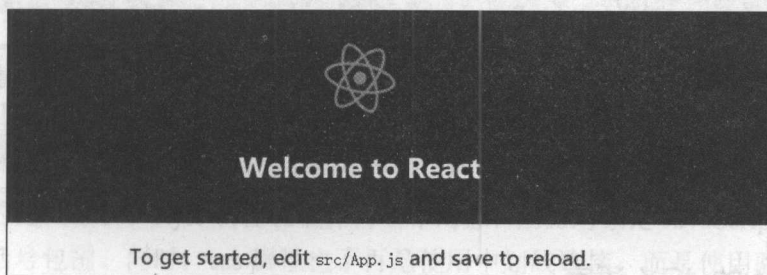 Welcome to React
To get started, edit src/App.js and save to reload.